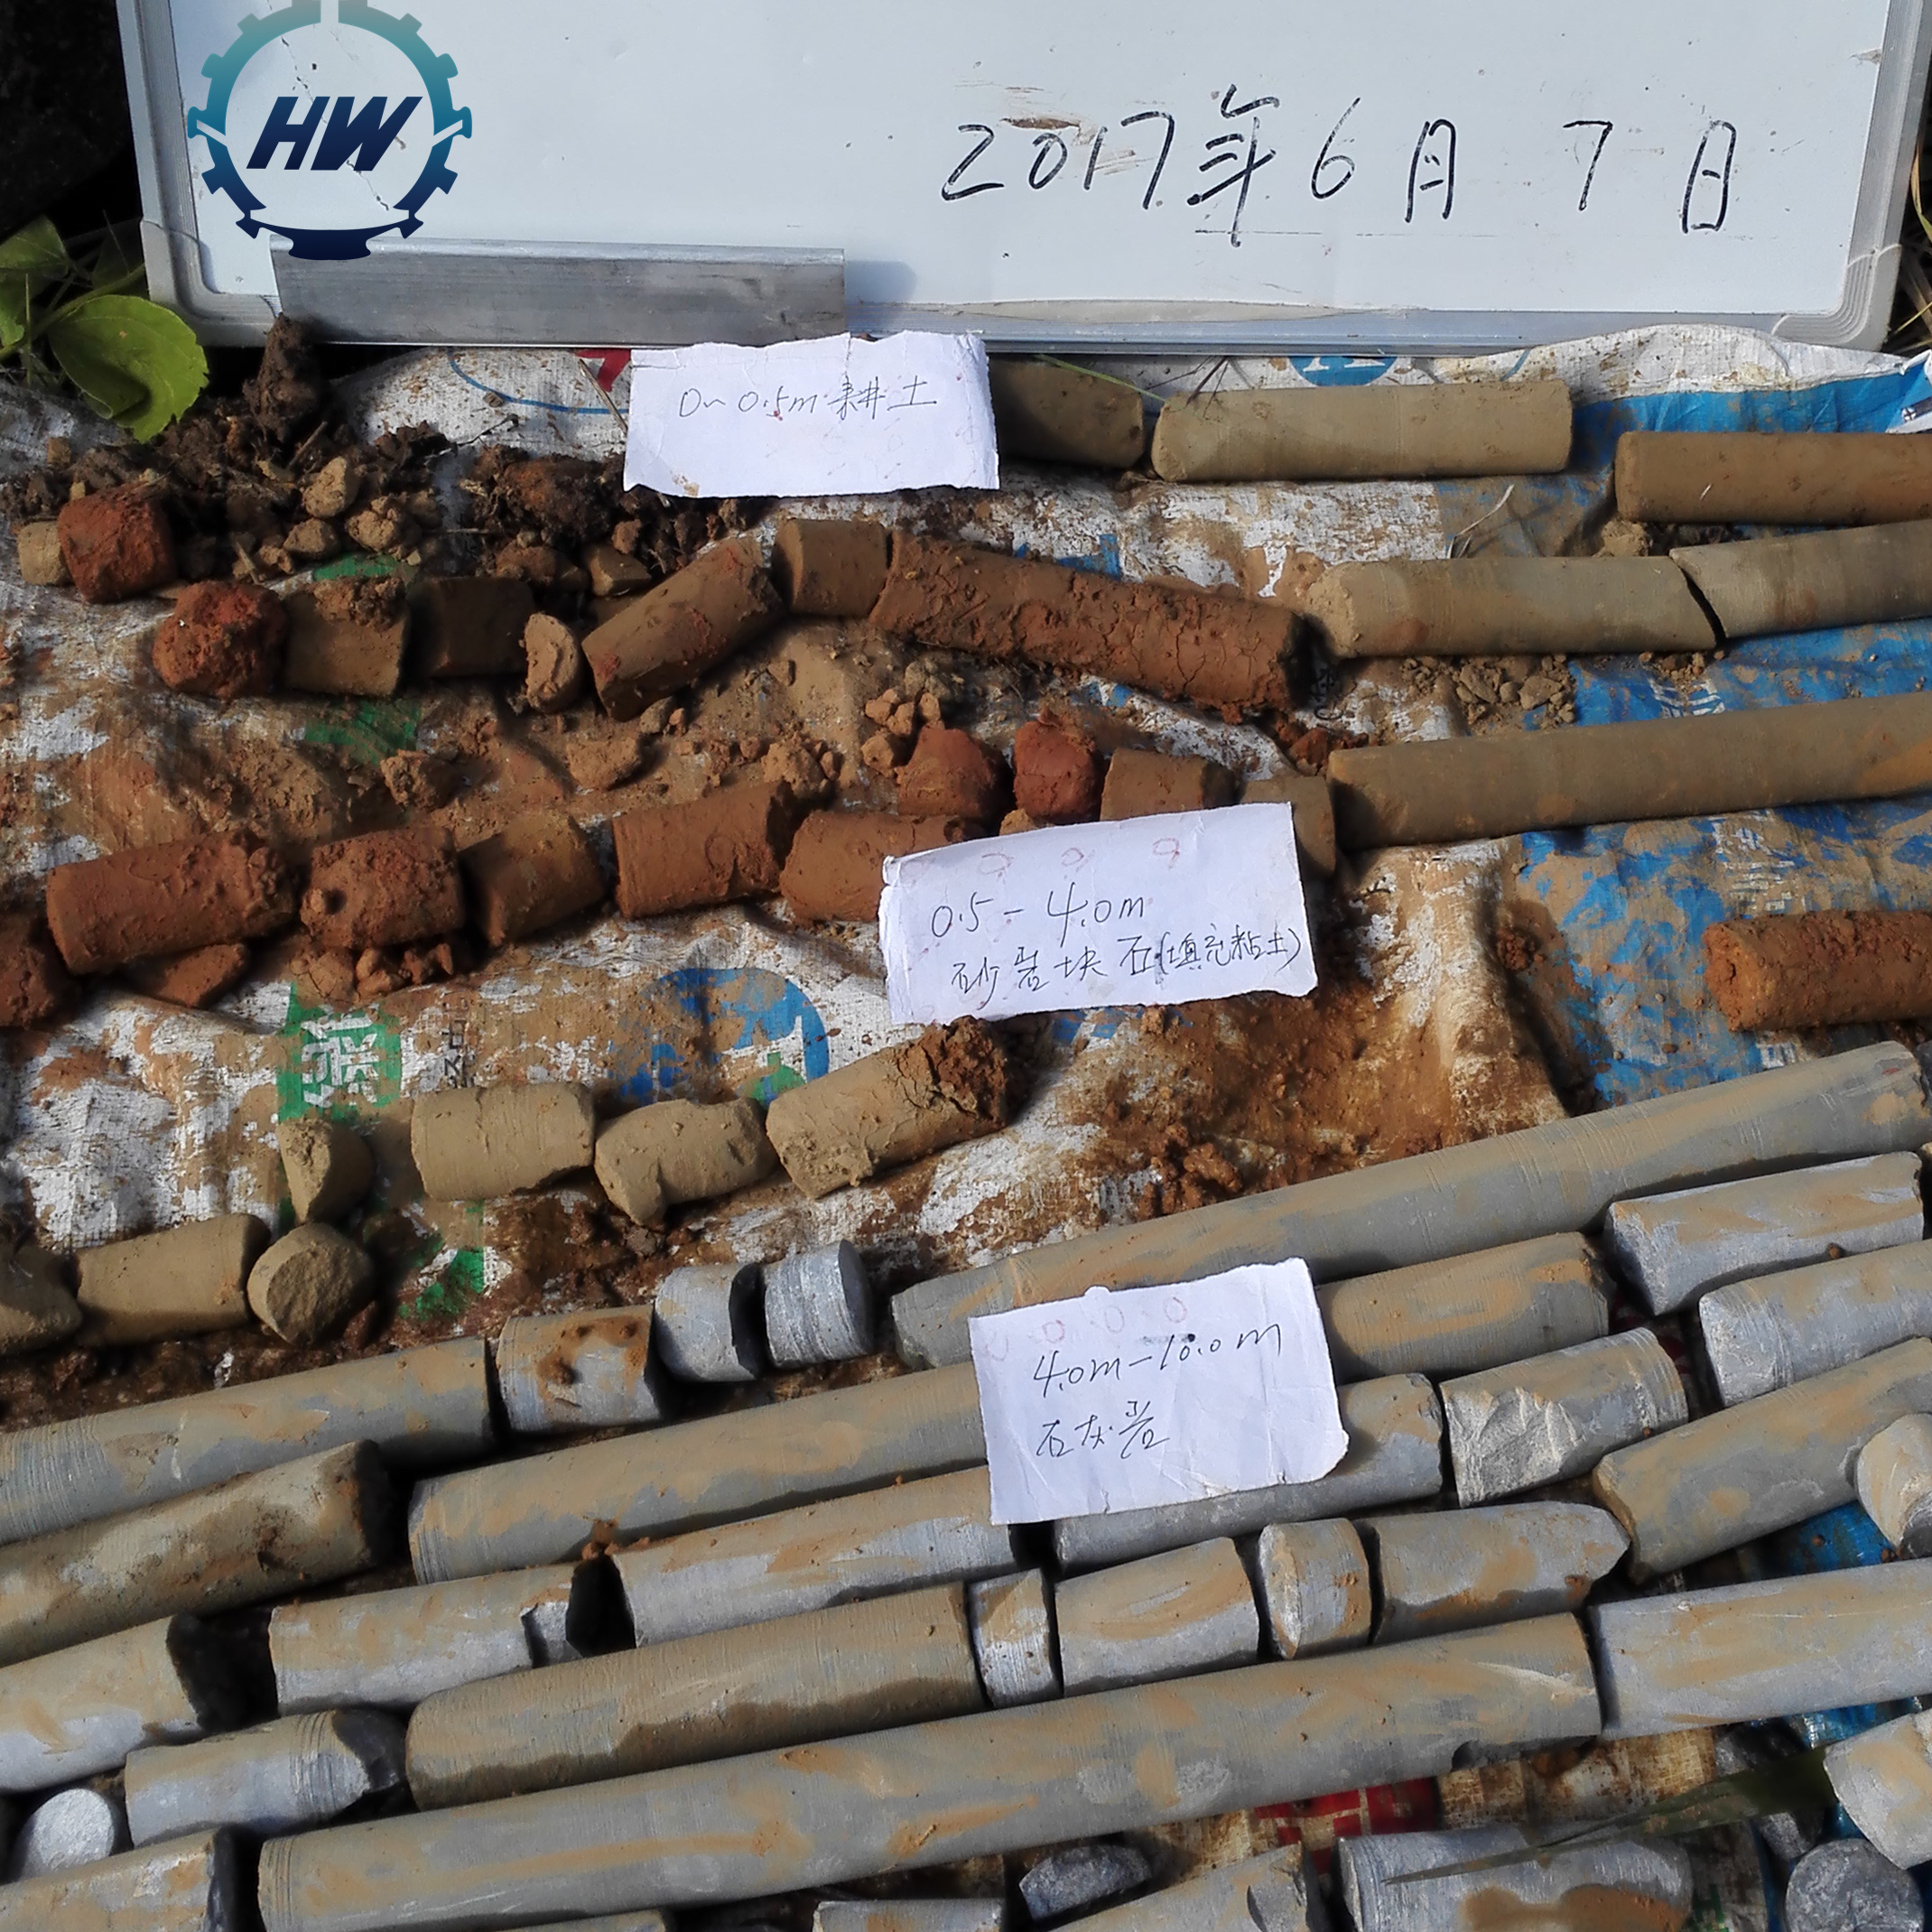 HW
2017年6月7日
0~0.5m 耕土
0.5-4.0m
砂岩块石(填充粘土)
4.0m-10.0m
石灰岩